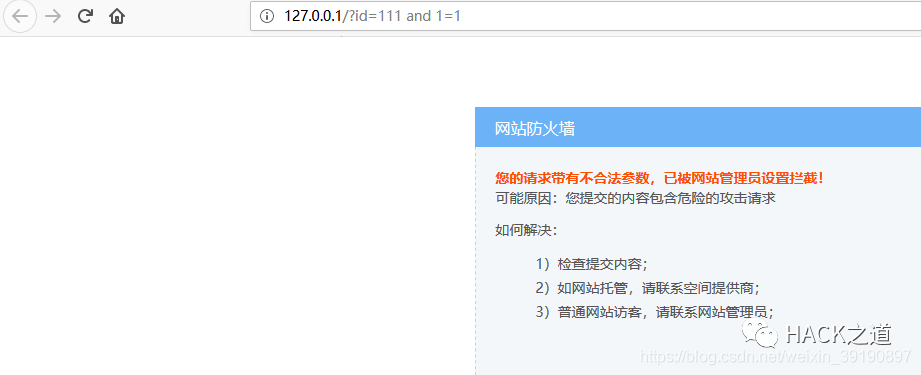 127.0.0.1/?id=111 and 1=1
网站防火墙
您的请求带有不合法参数，已被网站管理员设置拦截！
可能原因：您提交的内容包含危险的攻击请求
如何解决：
1）检查提交内容；
2）如网站托管，请联系空间提供商；
3）普通网站访客，请联系网站管理员；
HACK之道
https://blog.csdn.net/weixin_39190897